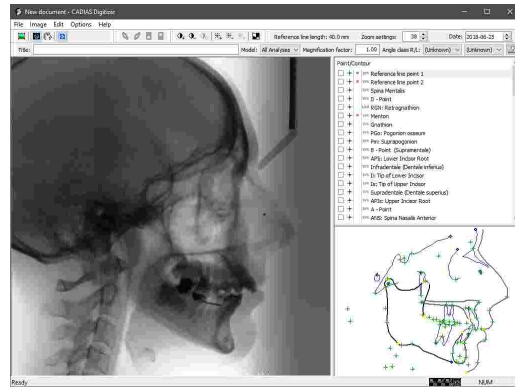 New document - CADIAS Digitizer
File Image Edit Options Help
Reference line length: 40.0 mm Zoom settings: 38 Date: 2018-06-25
Title: Model: All Analyses Magnification factor: 1.00 Angle class R/L: (Unknown) (Unknown)
Point/Contour
Reference line point 1
Reference line point 2
Spina Mentalis
D - Point
RGN: Retrognathion
Menton
Gnathion
PGo: Pogonion osseum
Pm: Suprapogonion
B - Point (Supramentale)
API: Lower Incisor Root
Infradentale (Dentale inferius)
Ii: Tip of Lower Incisor
Is: Tip of Upper Incisor
Supradentale (Dentale superius)
APIs: Upper Incisor Root
A - Point
ANS: Spina Nasalis Anterior
Ready NUM